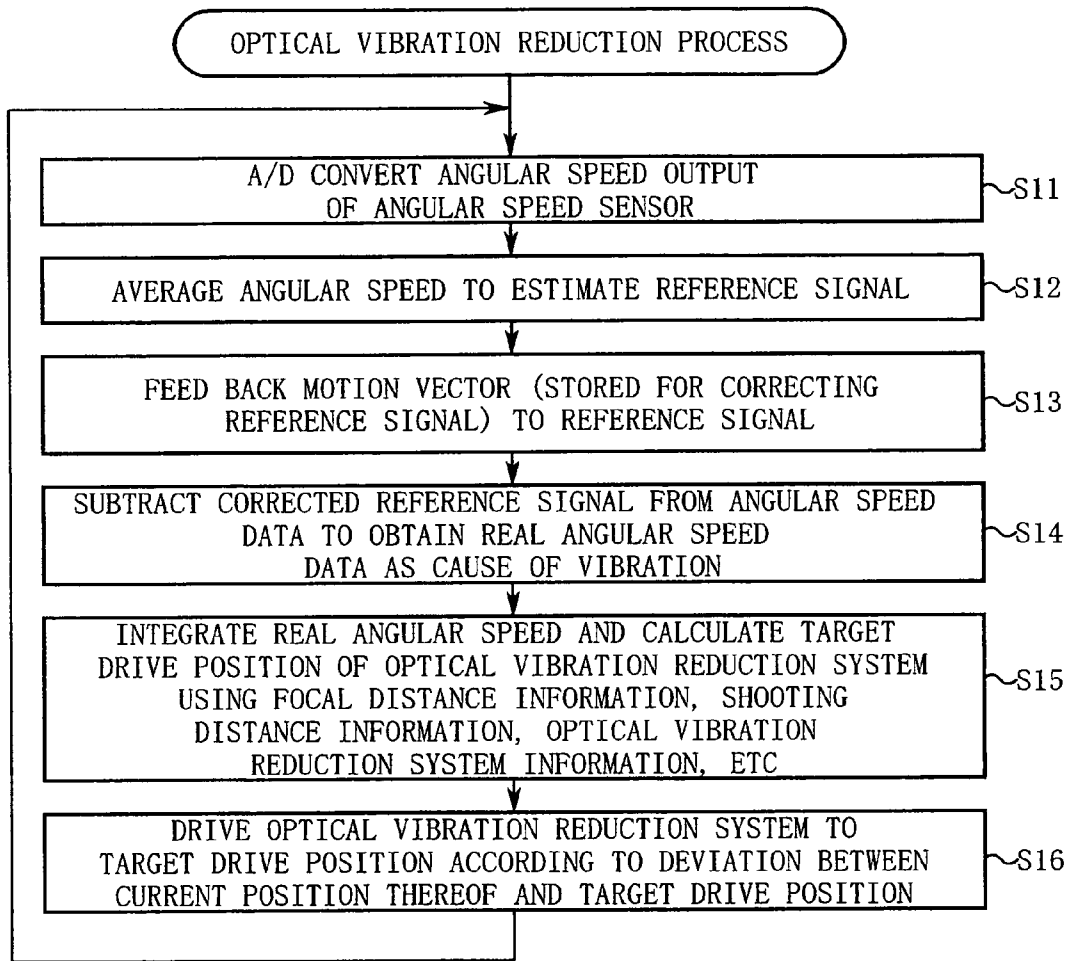 OPTICAL VIBRATION REDUCTION PROCESS
A/D CONVERT ANGULAR SPEED OUTPUT
OF ANGULAR SPEED SENSOR
S11
AVERAGE ANGULAR SPEED TO ESTIMATE REFERENCE SIGNAL
S12
FEED BACK MOTION VECTOR (STORED FOR CORRECTING
REFERENCE SIGNAL) TO REFERENCE SIGNAL
S13
SUBTRACT CORRECTED REFERENCE SIGNAL FROM ANGULAR SPEED
DATA TO OBTAIN REAL ANGULAR SPEED
DATA AS CAUSE OF VIBRATION
S14
INTEGRATE REAL ANGULAR SPEED AND CALCULATE TARGET
DRIVE POSITION OF OPTICAL VIBRATION REDUCTION SYSTEM
USING FOCAL DISTANCE INFORMATION, SHOOTING
DISTANCE INFORMATION, OPTICAL VIBRATION
REDUCTION SYSTEM INFORMATION, ETC
S15
DRIVE OPTICAL VIBRATION REDUCTION SYSTEM TO
TARGET DRIVE POSITION ACCORDING TO DEVIATION BETWEEN
CURRENT POSITION THEREOF AND TARGET DRIVE POSITION
S16